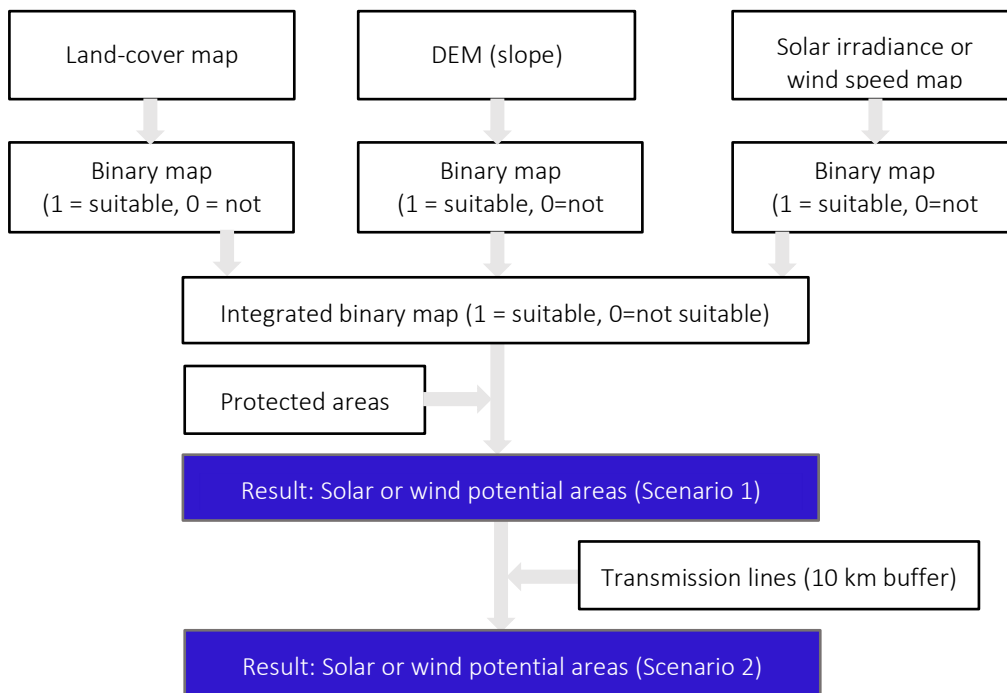 Land-cover map
DEM (slope)
Solar irradiance or
wind speed map
Binary map
(1 = suitable, 0 = not
Binary map
(1 = suitable, 0=not
Binary map
(1 = suitable, 0=not
Integrated binary map (1 = suitable, 0=not suitable)
Protected areas
Result: Solar or wind potential areas (Scenario 1)
Transmission lines (10 km buffer)
Result: Solar or wind potential areas (Scenario 2)